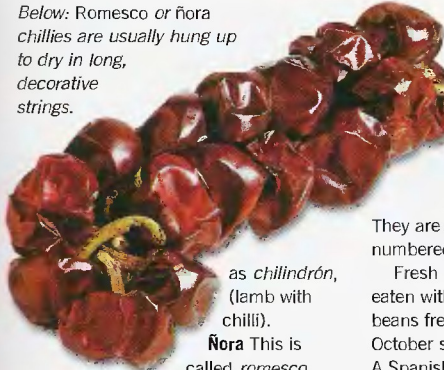 Below: Romesco or ñora
chillies are usually hung up
to dry in long,
decorative
strings.
as chilindrón,
(lamb with
chilli).
Ñora This is
called romesco
They are
numbered
Fresh
eaten with
beans fre
October s
A Spanish